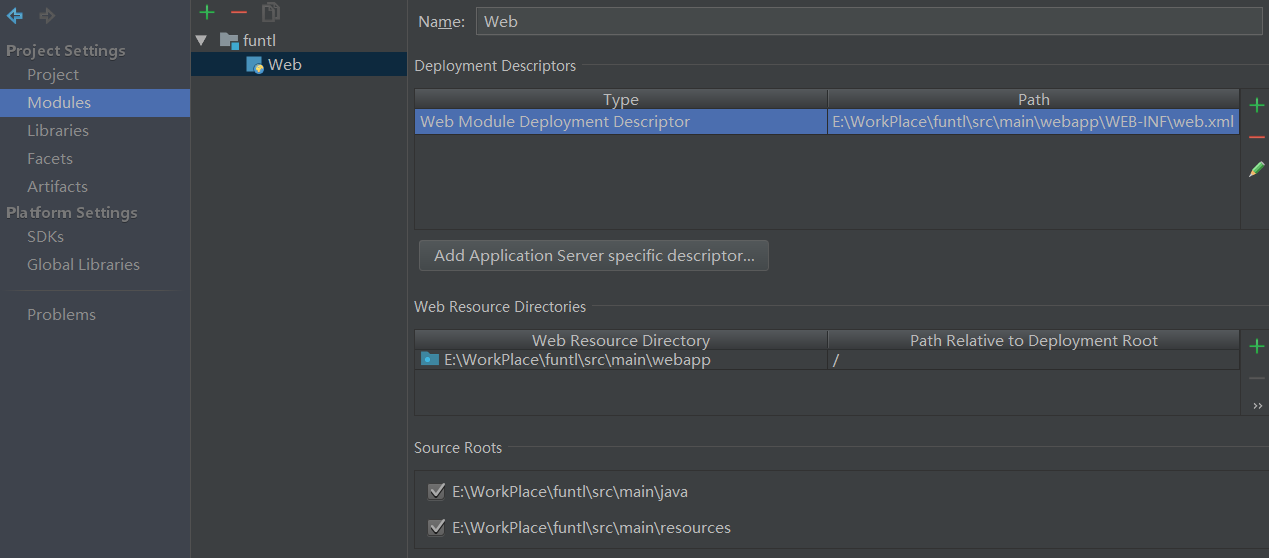 Project Settings
Project
Modules
Libraries
Facets
Artifacts
Platform Settings
SDKs
Global Libraries
Problems
funtl
Web
Name: Web
Deployment Descriptors
Type Path
Web Module Deployment Descriptor E:\WorkPlace\funtl\src\main\webapp\WEB-INF\web.xml
Add Application Server specific descriptor...
Web Resource Directories
Web Resource Directory Path Relative to Deployment Root
E:\WorkPlace\funtl\src\main\webapp /
Source Roots
E:\WorkPlace\funtl\src\main\java
E:\WorkPlace\funtl\src\main\resources